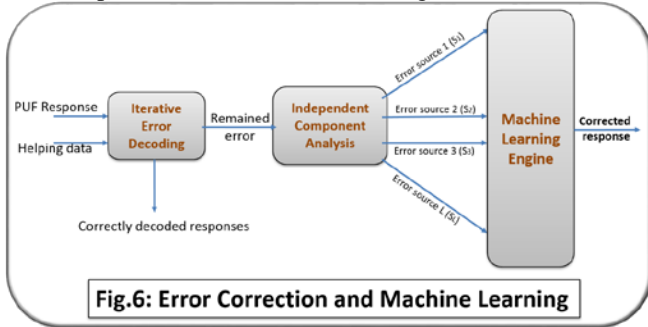 PUF Response
Helping data
Iterative
Error
Decoding
Correctly decoded responses
Remained
error
Independent
Component
Analysis
Error source 1 (S₁)
Error source 2 (S₂)
Error source 3 (S₃)
Error source L (Sʟ)
Machine
Learning
Engine
Corrected
response
Fig.6: Error Correction and Machine Learning